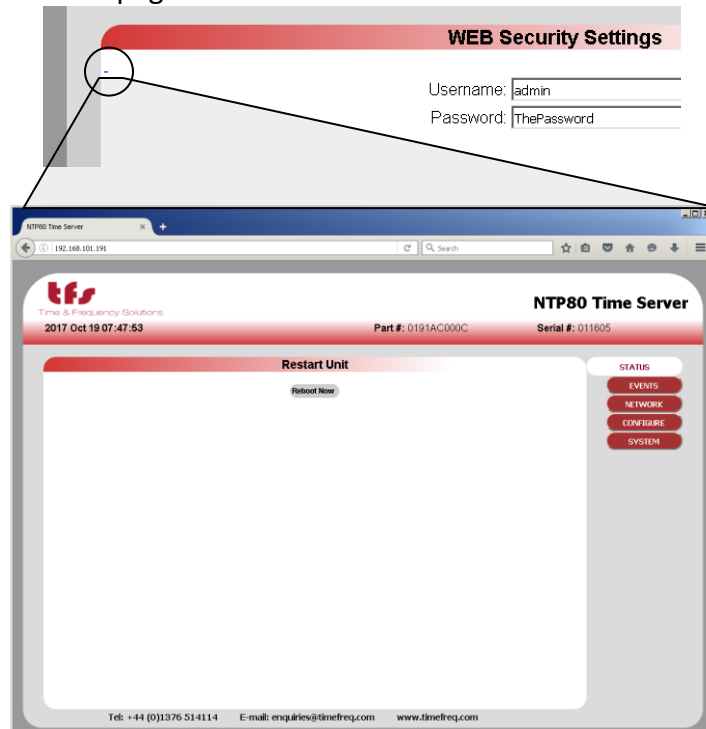 WEB Security Settings
-
Username: admin
Password: ThePassword
NTP80 Time Server × +
192.168.101.191 Search
tfs
Time & Frequency Solutions
NTP80 Time Server
2017 Oct 19 07:47:53 Part #: 0191AC000C Serial #: 011605
Restart Unit
Reboot Now
STATUS
EVENTS
NETWORK
CONFIGURE
SYSTEM
Tel: +44 (0)1376 514114 E-mail: enquiries@timefreq.com www.timefreq.com